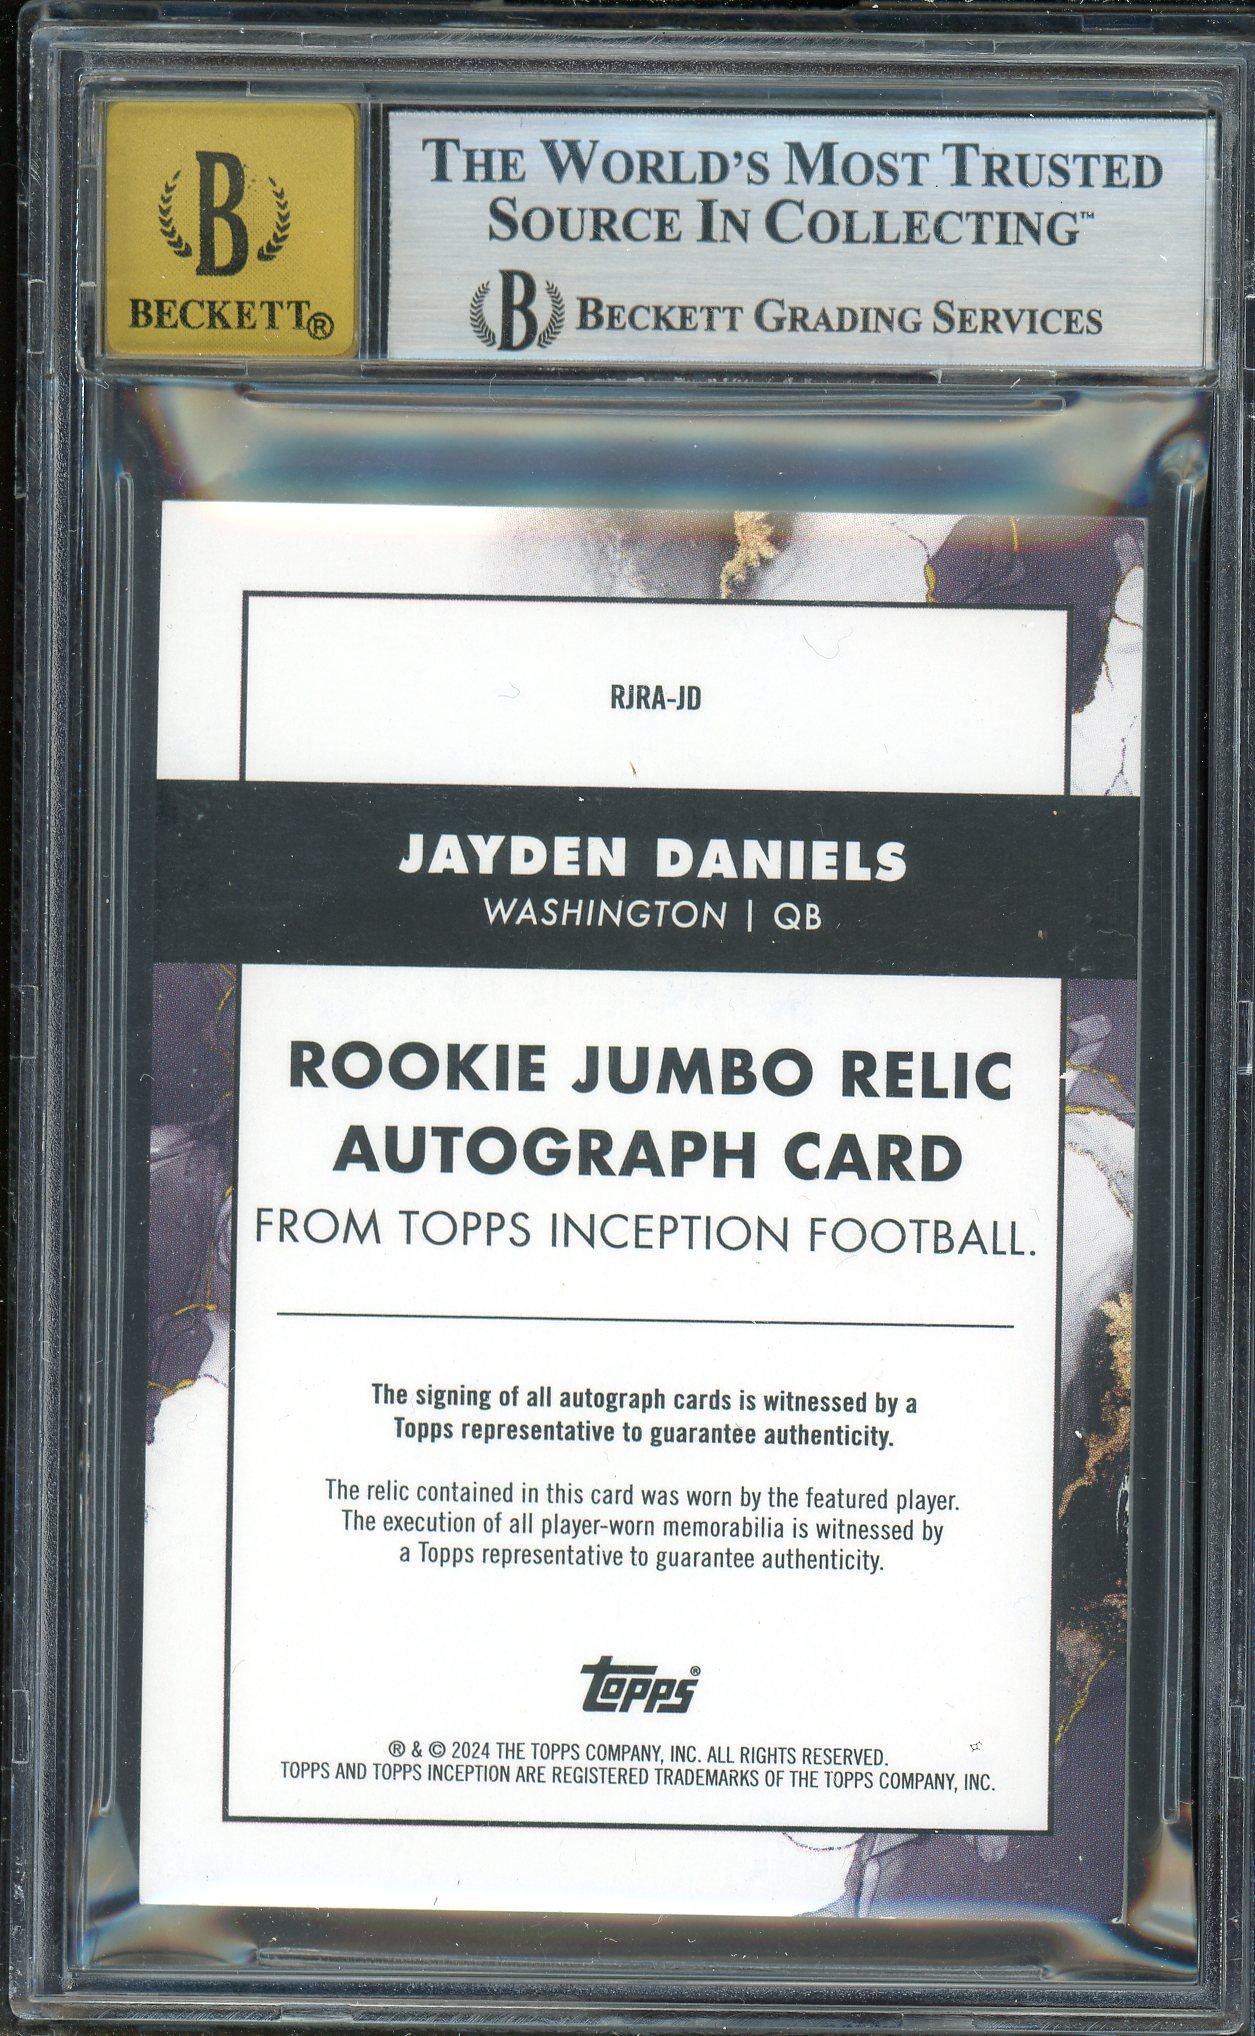 B
BECKETT®
THE WORLD'S MOST TRUSTED
SOURCE IN COLLECTING™
B BECKETT GRADING SERVICES
RJRA-JD
JAYDEN DANIELS
WASHINGTON | QB
ROOKIE JUMBO RELIC
AUTOGRAPH CARD
FROM TOPPS INCEPTION FOOTBALL.
The signing of all autograph cards is witnessed by a
Topps representative to guarantee authenticity.
The relic contained in this card was worn by the featured player.
The execution of all player-worn memorabilia is witnessed by
a Topps representative to guarantee authenticity.
topps®
® & © 2024 THE TOPPS COMPANY, INC. ALL RIGHTS RESERVED.
TOPPS AND TOPPS INCEPTION ARE REGISTERED TRADEMARKS OF THE TOPPS COMPANY, INC.